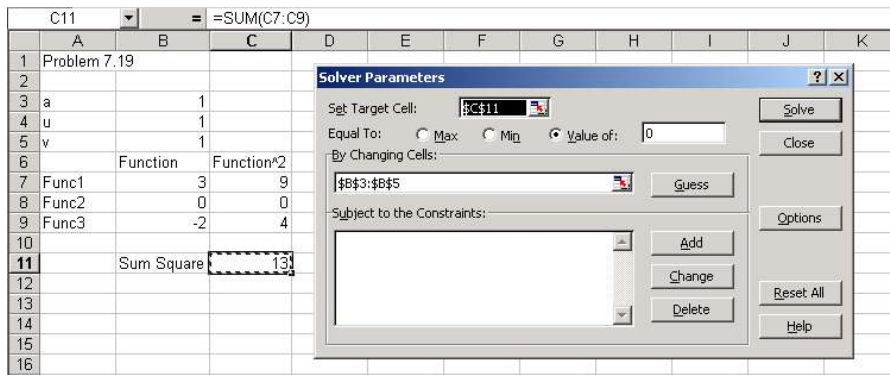 C11 = =SUM(C7:C9)
A B C D E F G H I J K
1 Problem 7.19
2
3 a 1
4 u 1
5 v 1
6 Function Function^2
7 Func1 3 9
8 Func2 0 0
9 Func3 -2 4
10
11 Sum Square 13
12
13
14
15
16
Solver Parameters ? X
Set Target Cell: $C$11 Solve
Equal To: Max Min Value of: 0 Close
By Changing Cells:
$B$3:$B$5 Guess
Subject to the Constraints: Options
Add
Change
Reset All
Delete
Help